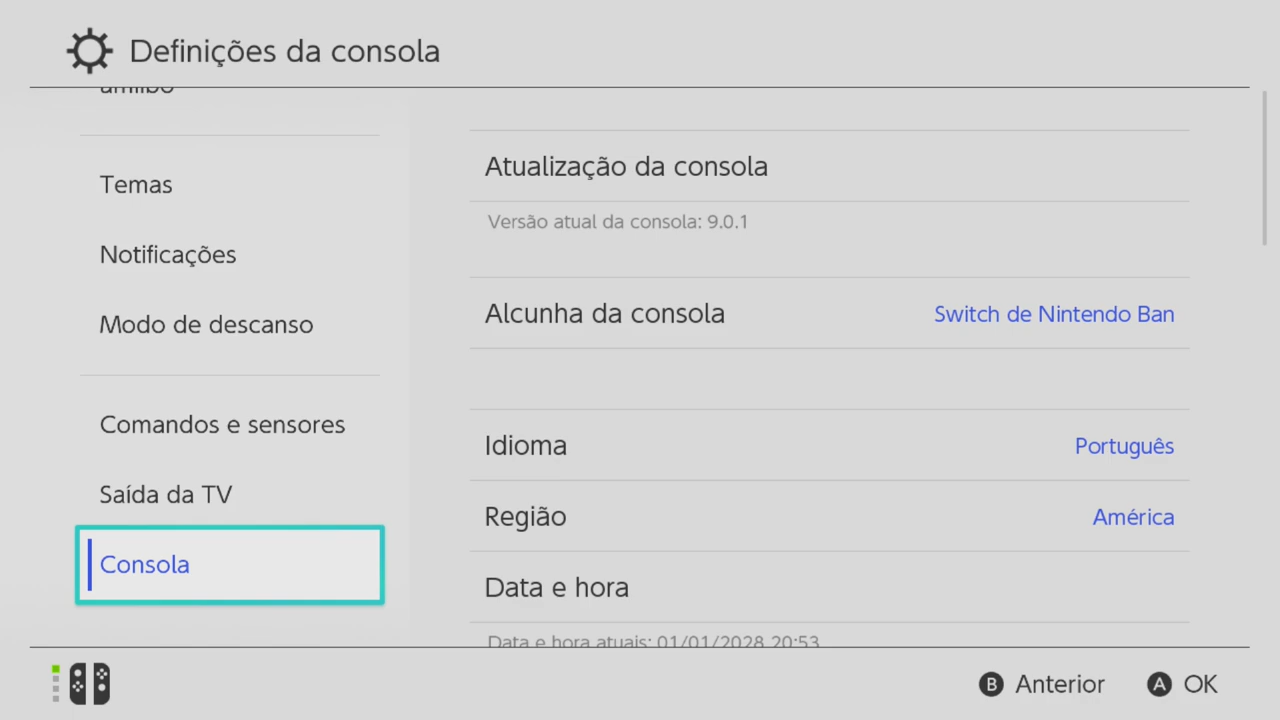 Definições da consola
amiibo
Temas
Notificações
Modo de descanso
Comandos e sensores
Saída da TV
Consola
Atualização da consola
Versão atual da consola: 9.0.1
Alcunha da consola Switch de Nintendo Ban
Idioma Português
Região América
Data e hora
Data e hora atuais: 01/01/2028 20:53
B Anterior A OK